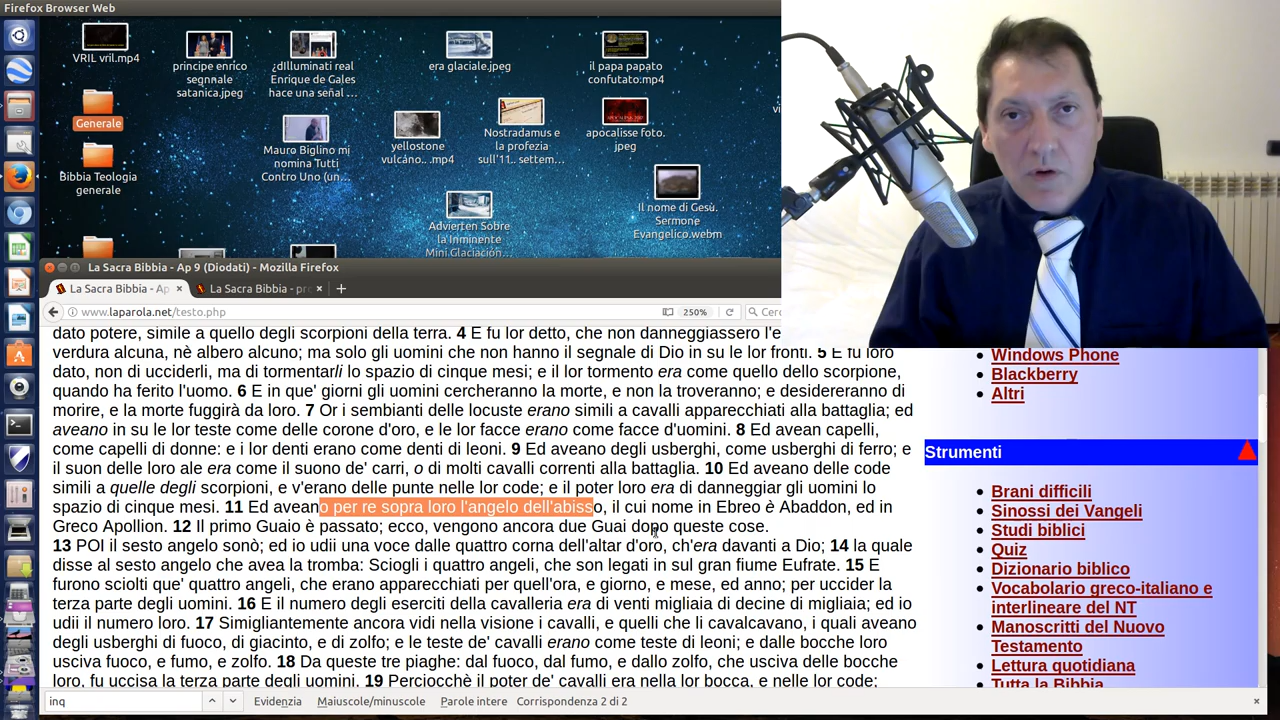 Firefox Browser Web
VRIL vril.mp4
principe enrico
segnnale
satanica.jpeg
¿dIlluminati real
Enrique de Gales
hace una señal …
era glaciale.jpeg
il papa papato
confutato.mp4
Generale
Mauro Biglino mi
nomina Tutti
Contro Uno (un…
yellostone
vulcáno.. .mp4
Nostradamus e
la profezia
sull'11.. settem…
apocalisse foto.
jpeg
Bibbia Teologia
generale
Advierten Sobre
la Inminente
Mini Glaciación…
Il nome di Gesù.
Sermone
Evangelico.webm
La Sacra Bibbia - Ap 9 (Diodati) - Mozilla Firefox
La Sacra Bibbia - Ap
La Sacra Bibbia - pr
www.laparola.net/testo.php
250%
dato potere, simile a quello degli scorpioni della terra. 4 E fu lor detto, che non danneggiassero l'e
verdura alcuna, nè albero alcuno; ma solo gli uomini che non hanno il segnale di Dio in su le lor fronti. 5 E fu loro
dato, non di ucciderli, ma di tormentarli lo spazio di cinque mesi; e il lor tormento era come quello dello scorpione,
quando ha ferito l'uomo. 6 E in que' giorni gli uomini cercheranno la morte, e non la troveranno; e desidereranno di
morire, e la morte fuggirà da loro. 7 Or i sembianti delle locuste erano simili a cavalli apparecchiati alla battaglia; ed
aveano in su le lor teste come delle corone d'oro, e le lor facce erano come facce d'uomini. 8 Ed avean capelli,
come capelli di donne: e i lor denti erano come denti di leoni. 9 Ed aveano degli usberghi, come usberghi di ferro; e
il suon delle loro ale era come il suono de' carri, o di molti cavalli correnti alla battaglia. 10 Ed aveano delle code
simili a quelle degli scorpioni, e v'erano delle punte nelle lor code; e il poter loro era di danneggiar gli uomini lo
spazio di cinque mesi. 11 Ed aveano per re sopra loro l'angelo dell'abisso, il cui nome in Ebreo è Abaddon, ed in
Greco Apollion. 12 Il primo Guaio è passato; ecco, vengono ancora due Guai dopo queste cose.
13 POI il sesto angelo sonò; ed io udii una voce dalle quattro corna dell'altar d'oro, ch'era davanti a Dio; 14 la quale
disse al sesto angelo che avea la tromba: Sciogli i quattro angeli, che son legati in sul gran fiume Eufrate. 15 E
furono sciolti que' quattro angeli, che erano apparecchiati per quell'ora, e giorno, e mese, ed anno; per uccider la
terza parte degli uomini. 16 E il numero degli eserciti della cavalleria era di venti migliaia di decine di migliaia; ed io
udii il numero loro. 17 Simigliantemente ancora vidi nella visione i cavalli, e quelli che li cavalcavano, i quali aveano
degli usberghi di fuoco, di giacinto, e di zolfo; e le teste de' cavalli erano come teste di leoni; e dalle bocche loro
usciva fuoco, e fumo, e zolfo. 18 Da queste tre piaghe: dal fuoco, dal fumo, e dallo zolfo, che usciva delle bocche
loro, fu uccisa la terza parte degli uomini. 19 Perciocchè il poter de' cavalli era nella lor bocca, e nelle lor code;
Windows Phone
Blackberry
Altri
Strumenti
Brani difficili
Sinossi dei Vangeli
Studi biblici
Quiz
Dizionario biblico
Vocabolario greco-italiano e
interlineare del NT
Manoscritti del Nuovo
Testamento
Lettura quotidiana
Tutta la Bibbia
inq
Evidenzia
Maiuscole/minuscole
Parole intere
Corrispondenza 2 di 2